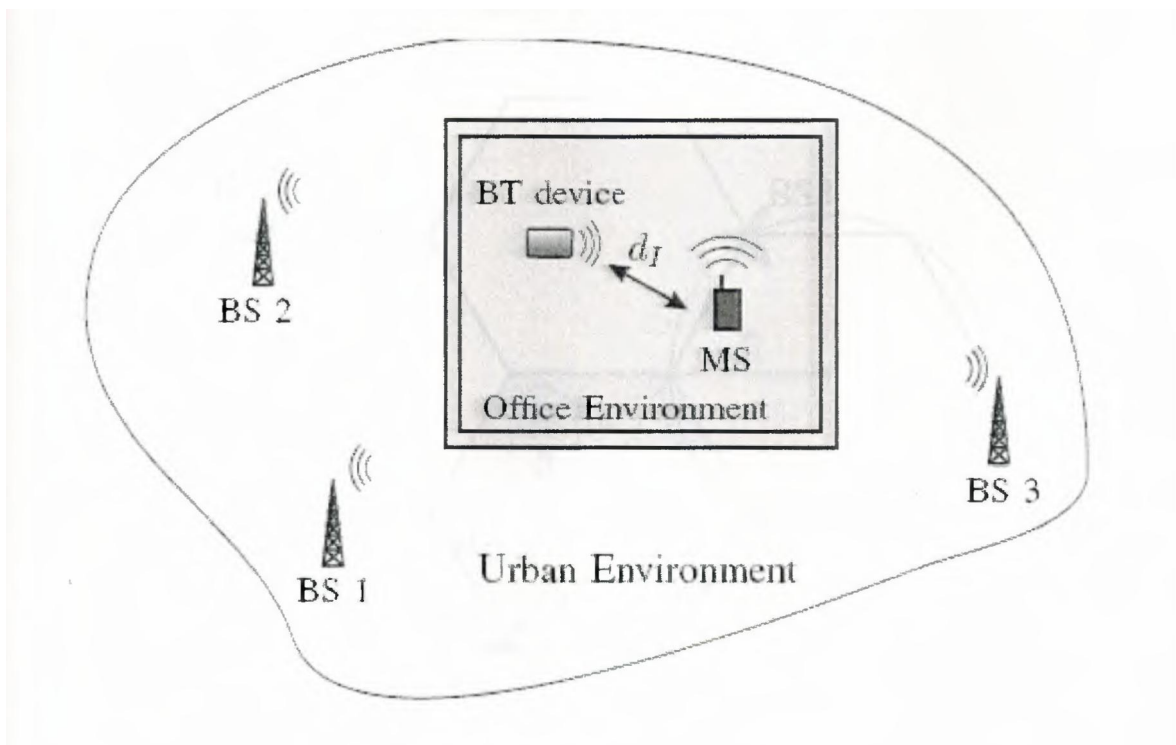 BT device
d_I
BS 2
MS
Office Environment
BS 3
BS 1
Urban Environment